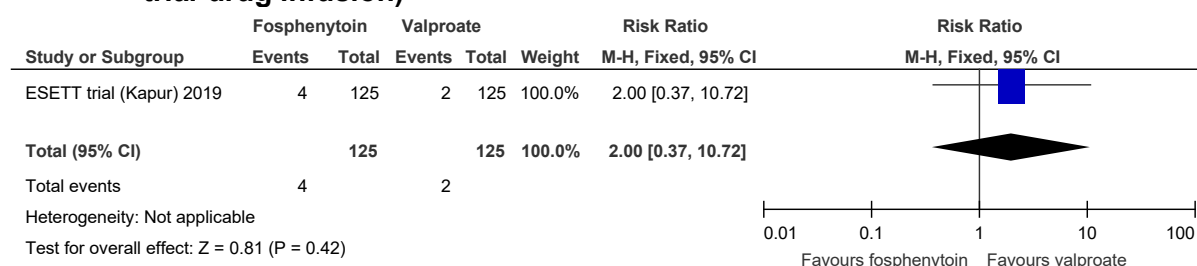 trial drug infusion)
Fosphenytoin Valproate Risk Ratio Risk Ratio
Study or Subgroup Events Total Events Total Weight M-H, Fixed, 95% CI M-H, Fixed, 95% CI
ESETT trial (Kapur) 2019 4 125 2 125 100.0% 2.00 [0.37, 10.72]
Total (95% CI) 125 125 100.0% 2.00 [0.37, 10.72]
Total events 4 2
Heterogeneity: Not applicable
Test for overall effect: Z = 0.81 (P = 0.42)
0.01 0.1 1 10 100
Favours fosphenytoin Favours valproate